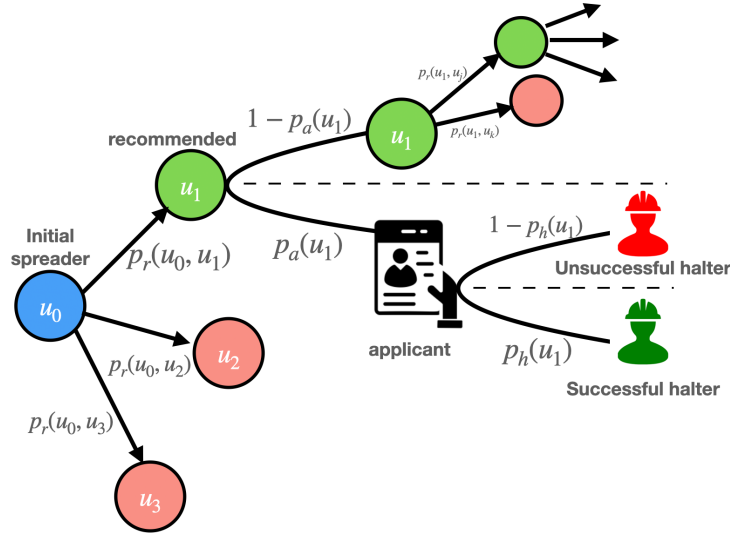 p_r(u_1, u_j)
1 − p_a(u_1)
u_1
p_r(u_1, u_k)
recommended
u_1
1 − p_h(u_1)
Initial
spreader
p_r(u_0, u_1)
p_a(u_1)
Unsuccessful halter
u_0
u_2
p_r(u_0, u_2)
applicant
p_h(u_1)
Successful halter
p_r(u_0, u_3)
u_3